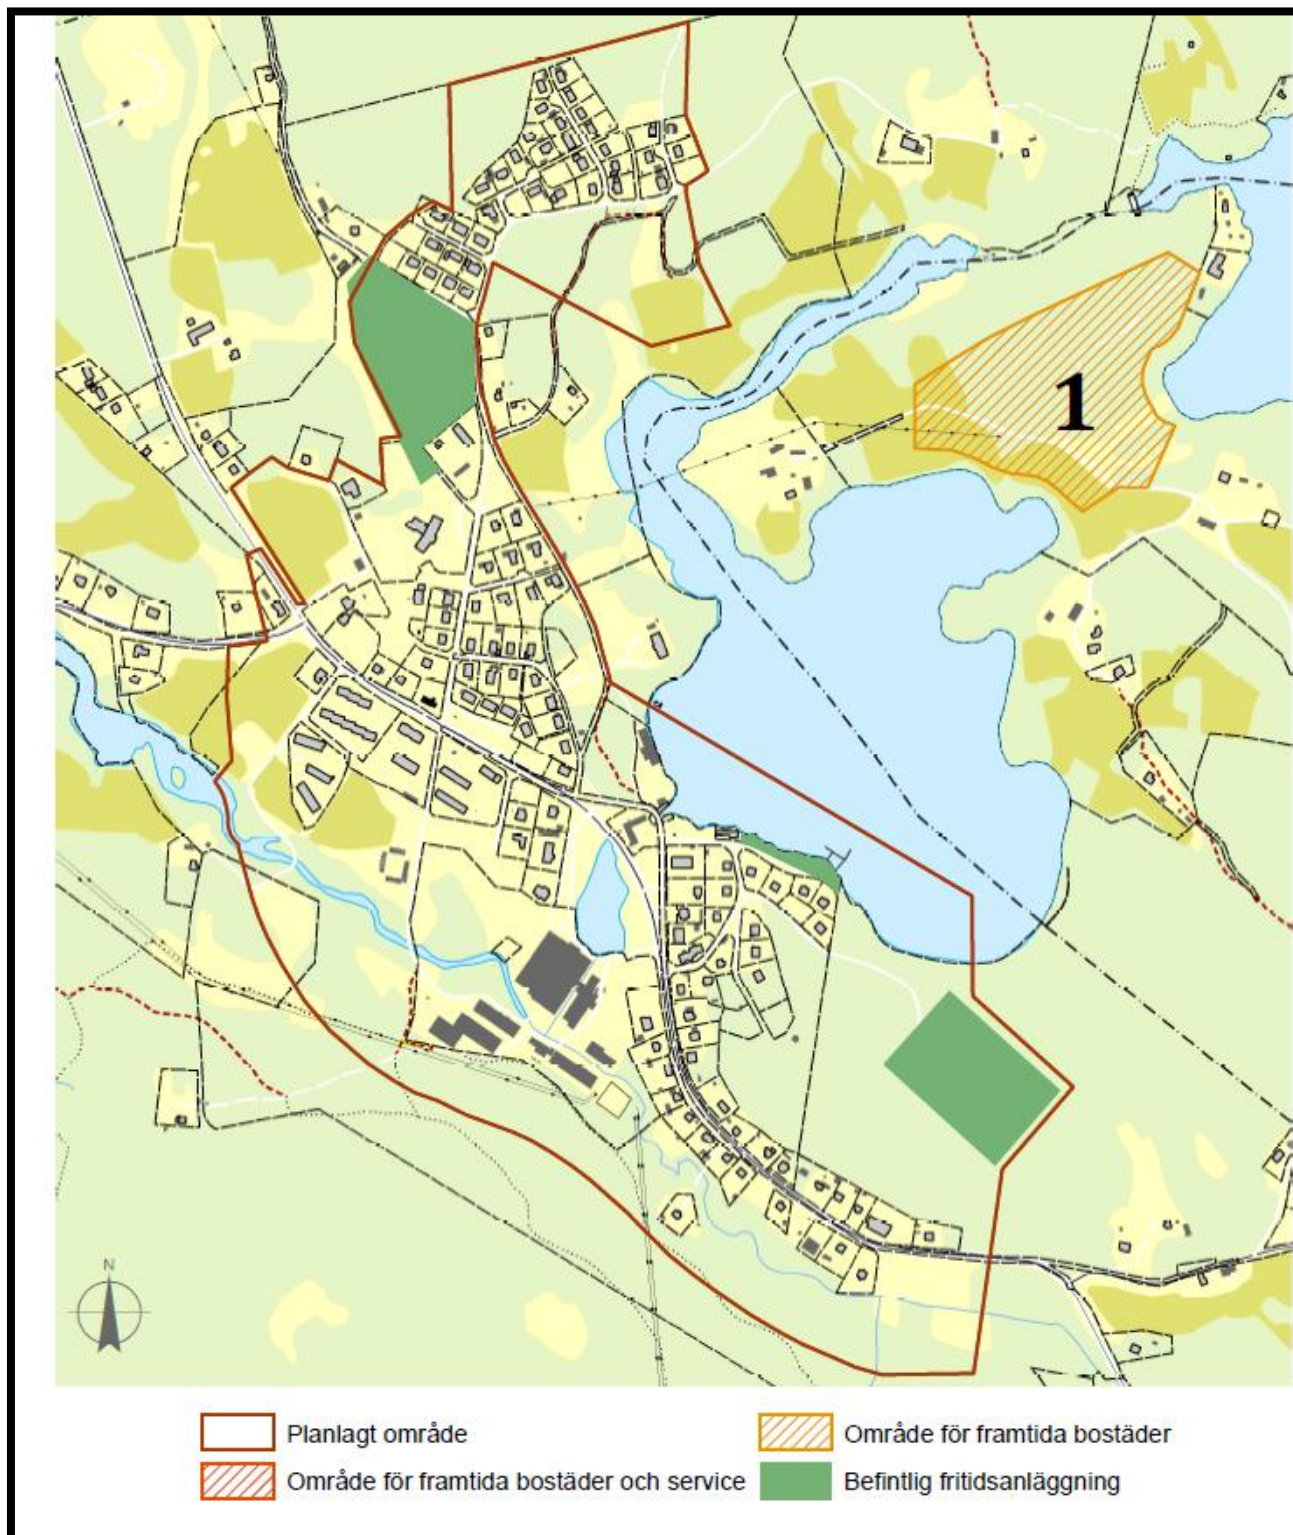 1
N
Planlagt område
Område för framtida bostäder
Område för framtida bostäder och service
Befintlig fritidsanläggning